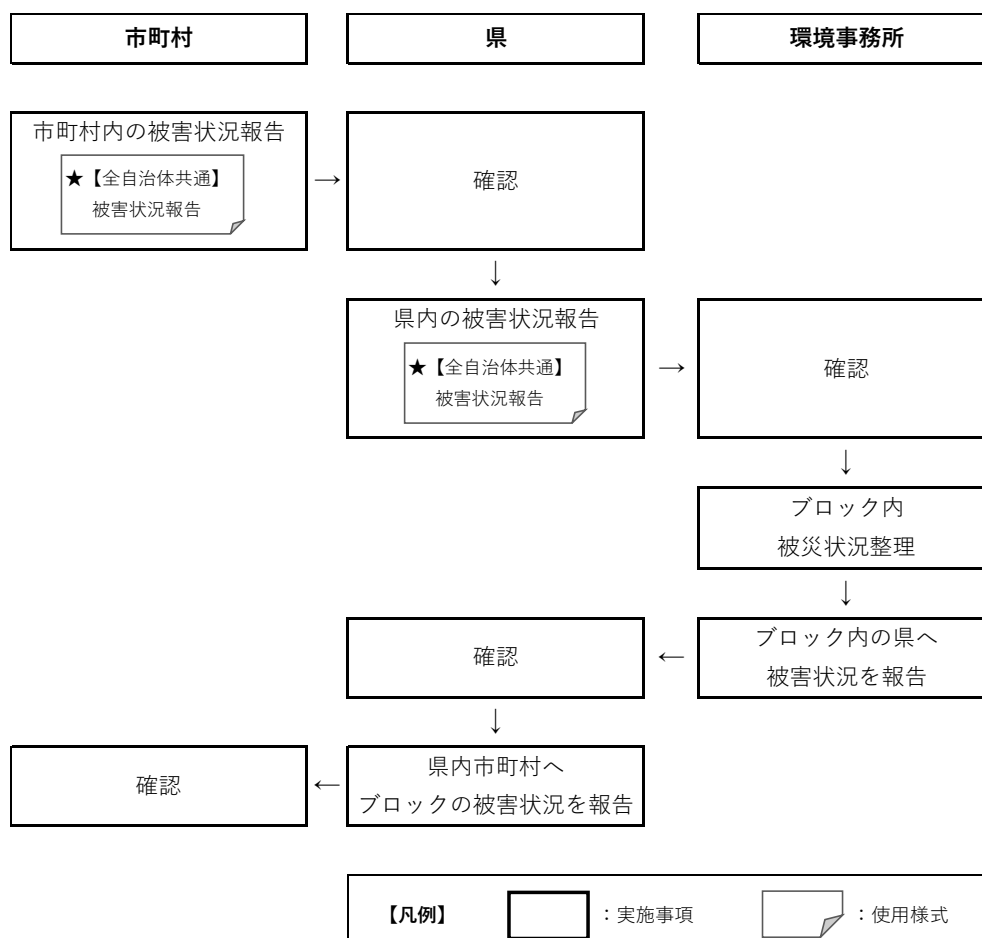 市町村
県
環境事務所
市町村内の被害状況報告
★【全自治体共通】
被害状況報告
→
確認
↓
県内の被害状況報告
★【全自治体共通】
被害状況報告
→
確認
↓
ブロック内
被災状況整理
↓
ブロック内の県へ
被害状況を報告
←
確認
↓
県内市町村へ
ブロックの被害状況を報告
←
確認
【凡例】
：実施事項
：使用様式